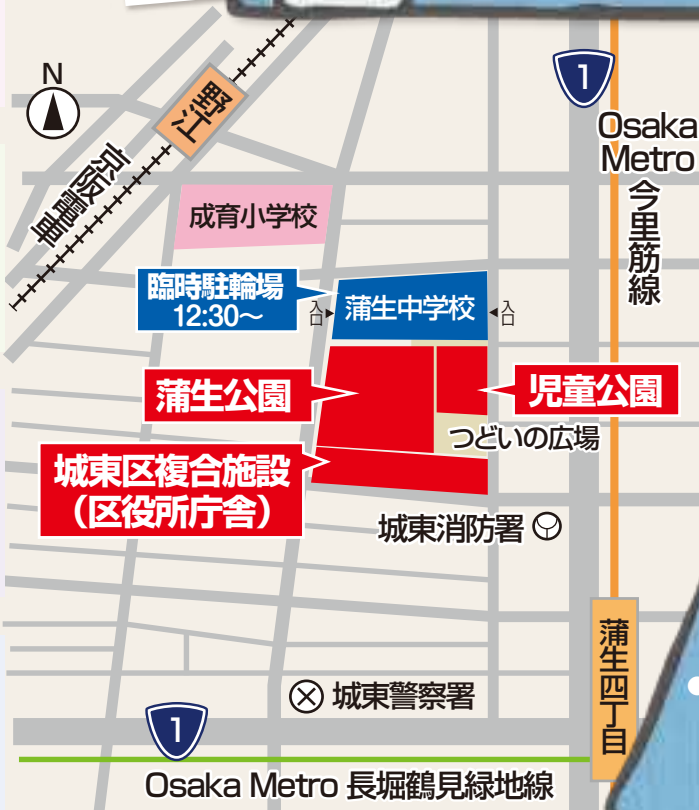 N
野江
京阪電車
1
Osaka
Metro
今里筋線
成育小学校
臨時駐輪場
12:30～
入口
蒲生中学校
入口
蒲生公園
児童公園
つどいの広場
城東区複合施設
（区役所庁舎）
城東消防署
蒲生四丁目
城東警察署
1
Osaka Metro 長堀鶴見緑地線